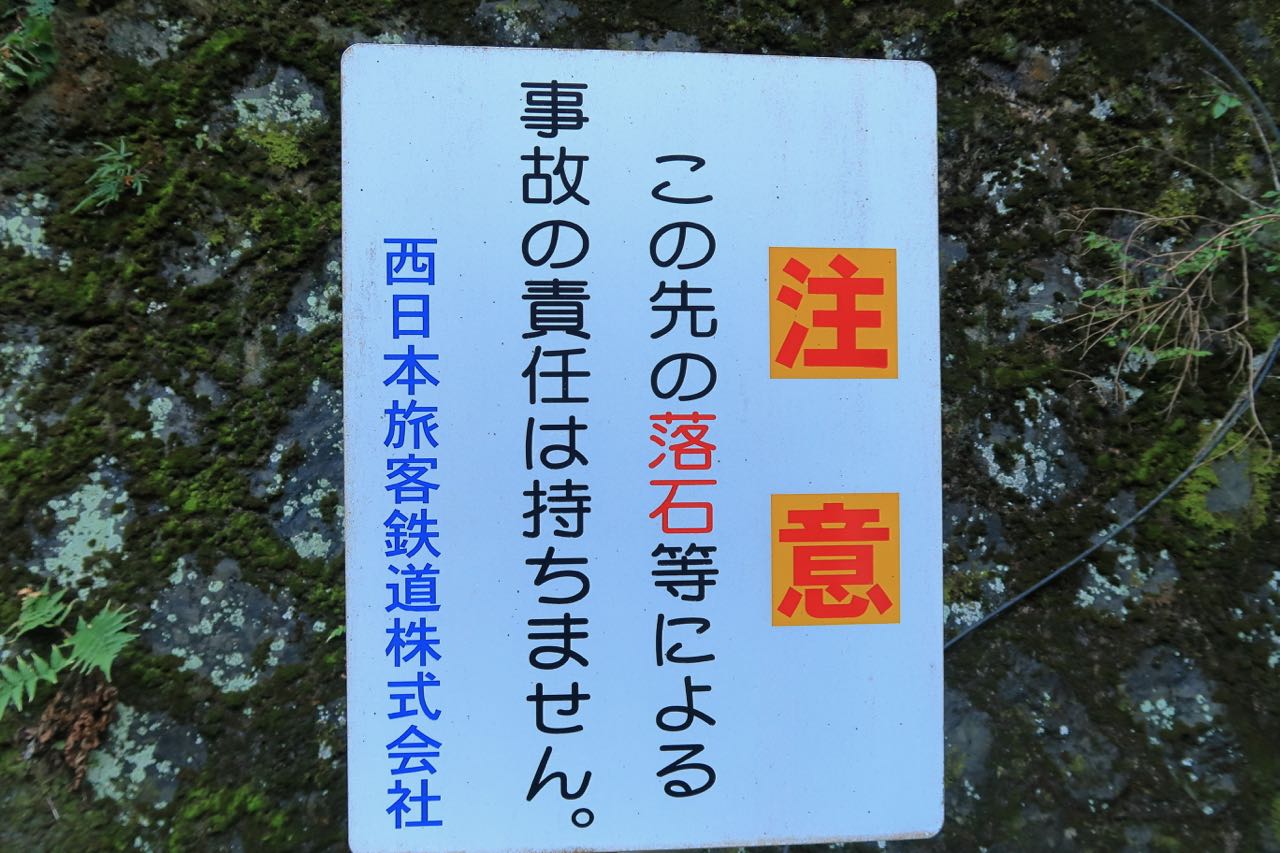 注意
この先の落石等による
事故の責任は持ちません。
西日本旅客鉄道株式会社